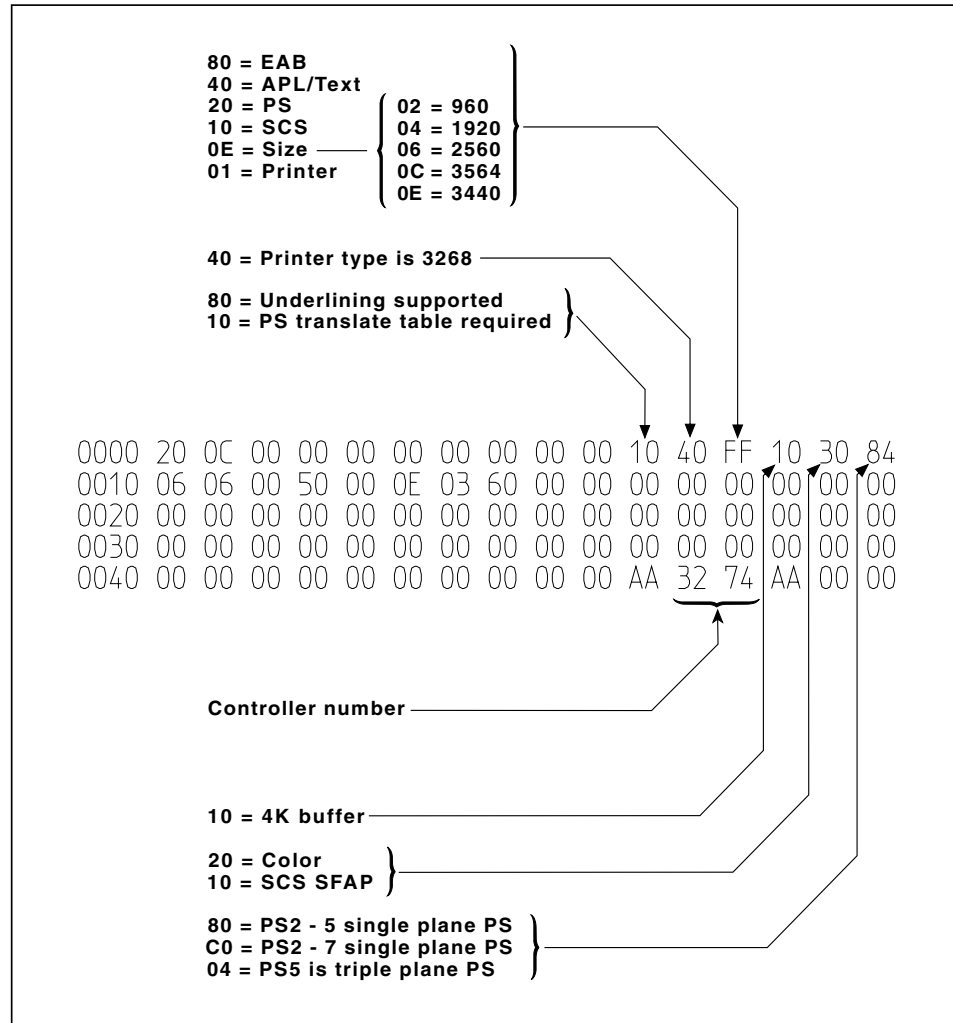 80 = EAB
40 = APL/Text
20 = PS
10 = SCS
0E = Size
01 = Printer
02 = 960
04 = 1920
06 = 2560
0C = 3564
0E = 3440
40 = Printer type is 3268
80 = Underlining supported
10 = PS translate table required
0000 20 0C 00 00 00 00 00 00 00 00 10 40 FF 10 30 84
0010 06 06 00 50 00 0E 03 60 00 00 00 00 00 00 00 00
0020 00 00 00 00 00 00 00 00 00 00 00 00 00 00 00 00
0030 00 00 00 00 00 00 00 00 00 00 00 00 00 00 00 00
0040 00 00 00 00 00 00 00 00 00 00 AA 32 74 AA 00 00
Controller number
10 = 4K buffer
20 = Color
10 = SCS SFAP
80 = PS2 - 5 single plane PS
C0 = PS2 - 7 single plane PS
04 = PS5 is triple plane PS